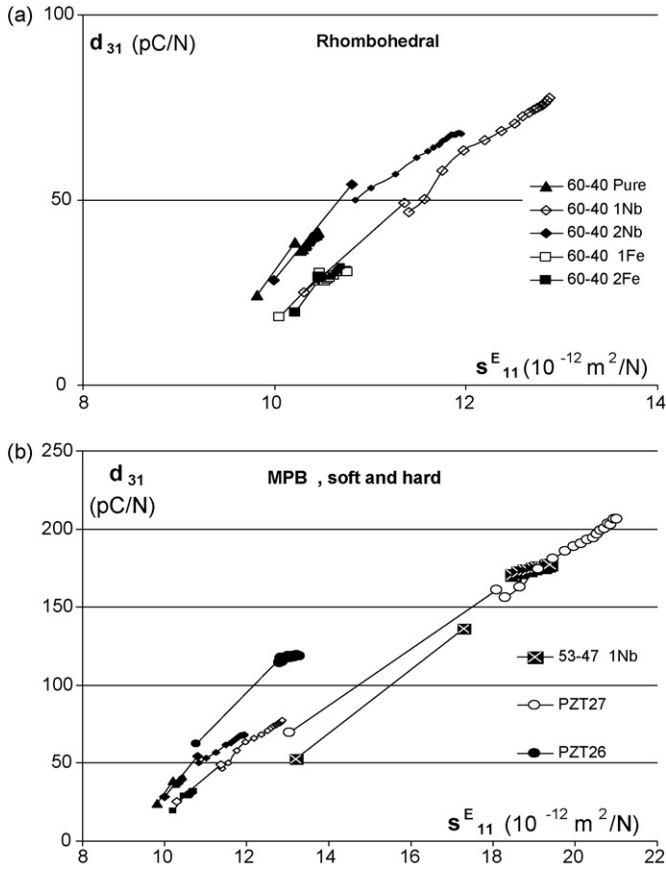 (a)
d 31 (pC/N)
Rhombohedral
100
50
0
60-40 Pure
60-40 1Nb
60-40 2Nb
60-40 1Fe
60-40 2Fe
s E 11 (10 -12 m 2 /N)
8 10 12 14
(b)
d 31
(pC/N)
MPB , soft and hard
250
200
150
100
50
0
53-47 1Nb
PZT27
PZT26
s E 11 (10 -12 m 2 /N)
8 10 12 14 16 18 20 22